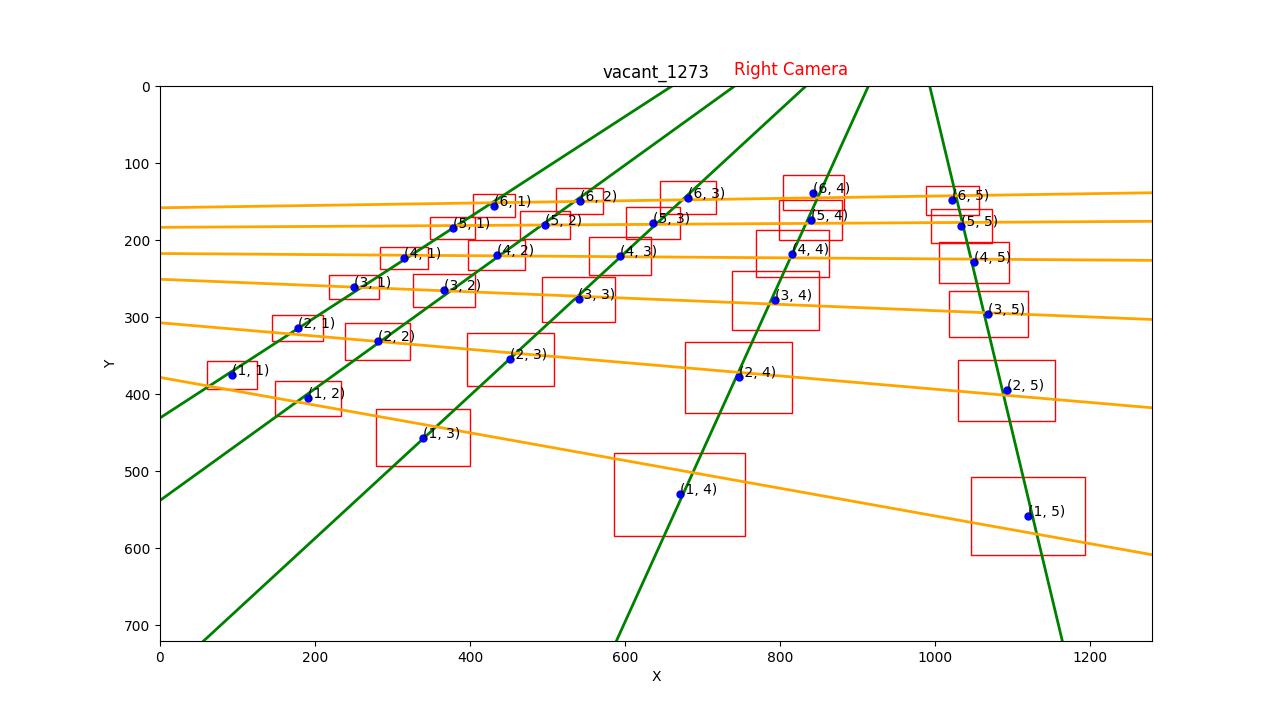 vacant_1273 Right Camera
0
100
200
300
400
500
600
700
Y
(6, 1) (6, 2) (6, 3) (6, 4) (6, 5)
(5, 1) (5, 2) (5, 3) (5, 4) (5, 5)
(4, 1) (4, 2) (4, 3) (4, 4) (4, 5)
(3, 1) (3, 2) (3, 3) (3, 4) (3, 5)
(2, 1) (2, 2) (2, 3) (2, 4) (2, 5)
(1, 1) (1, 2) (1, 3) (1, 4) (1, 5)
0 200 400 600 800 1000 1200
X